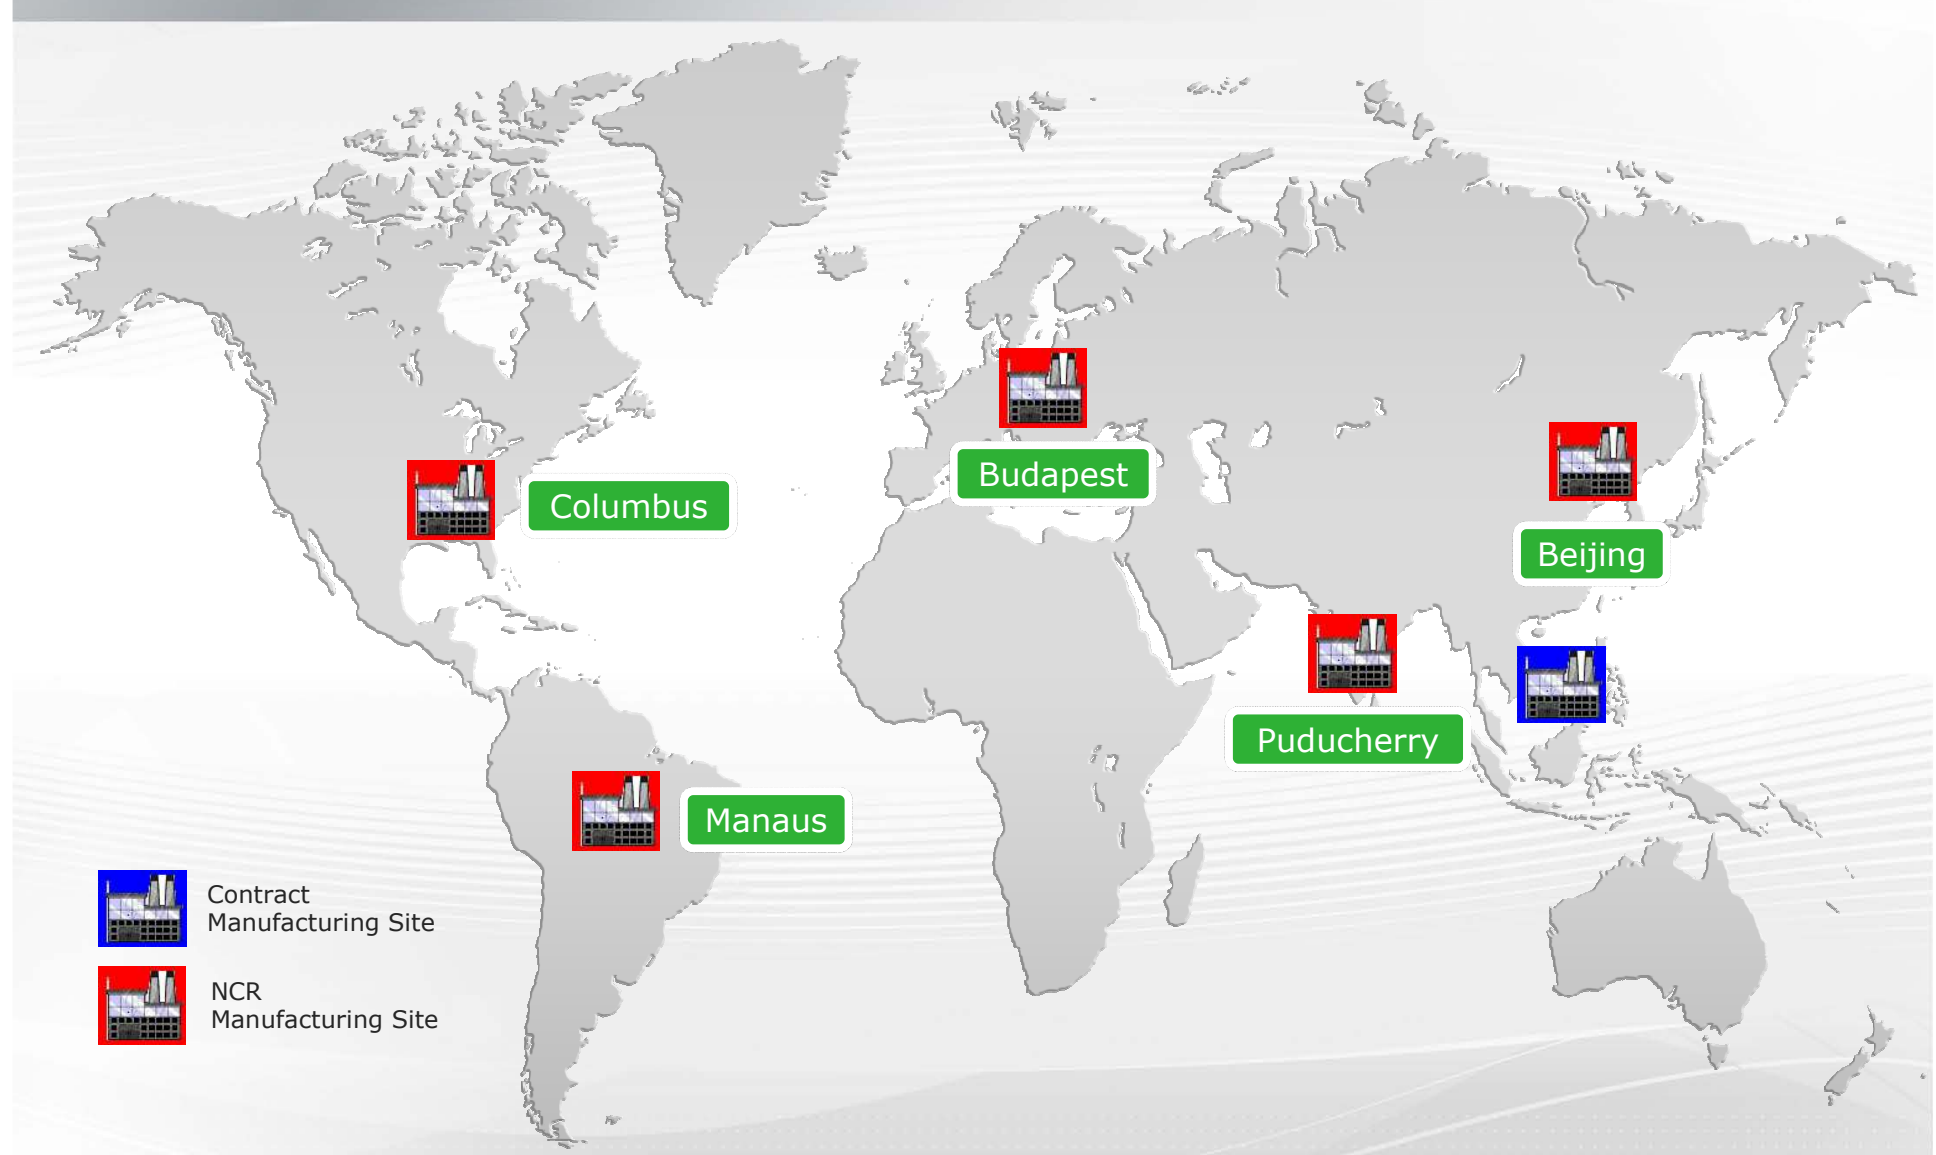 Budapest
Columbus
Beijing
Puducherry
Manaus
Contract
Manufacturing Site
NCR
Manufacturing Site